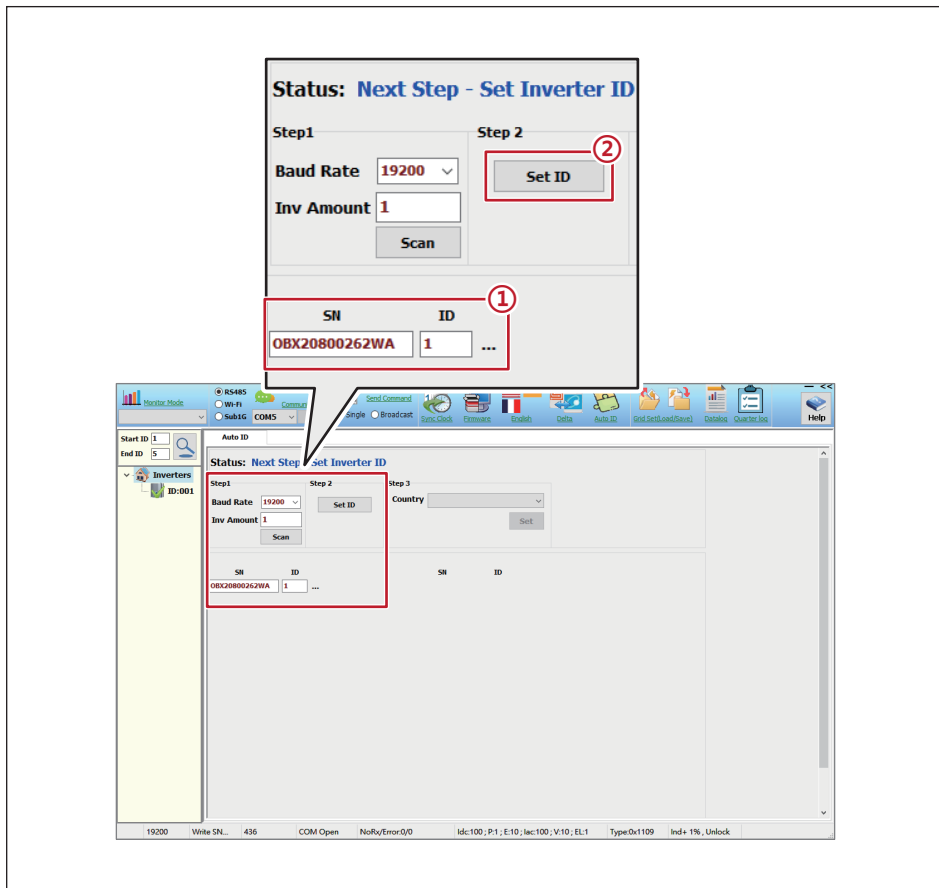 Status: Next Step - Set Inverter ID
Step1
Step 2
②
Baud Rate 19200
Set ID
Inv Amount 1
Scan
①
SN ID
OBX20800262WA 1 ...
Monitor Mode
RS485
Wi-Fi
Sub1G COM5
Send Command
Single Broadcast
Sync.Clock
Firmware
English
Delta
Auto ID
Grid Set(Load/Save)
Datalog
Quarter log
<<
Help
Start ID 1
End ID 5
Inverters
ID:001
Auto ID
Status: Next Step Set Inverter ID
Step1 Step 2 Step 3
Baud Rate 19200 Set ID Country
Inv Amount 1 Set
Scan
SN ID SN ID
OBX20800262WA 1 ...
19200 Write SN... 436 COM Open NoRx/Error:0/0 Idc:100 ; P:1 ; E:10 ; Iac:100 ; V:10 ; EL:1 Type:0x1109 Ind+ 1% , Unlock